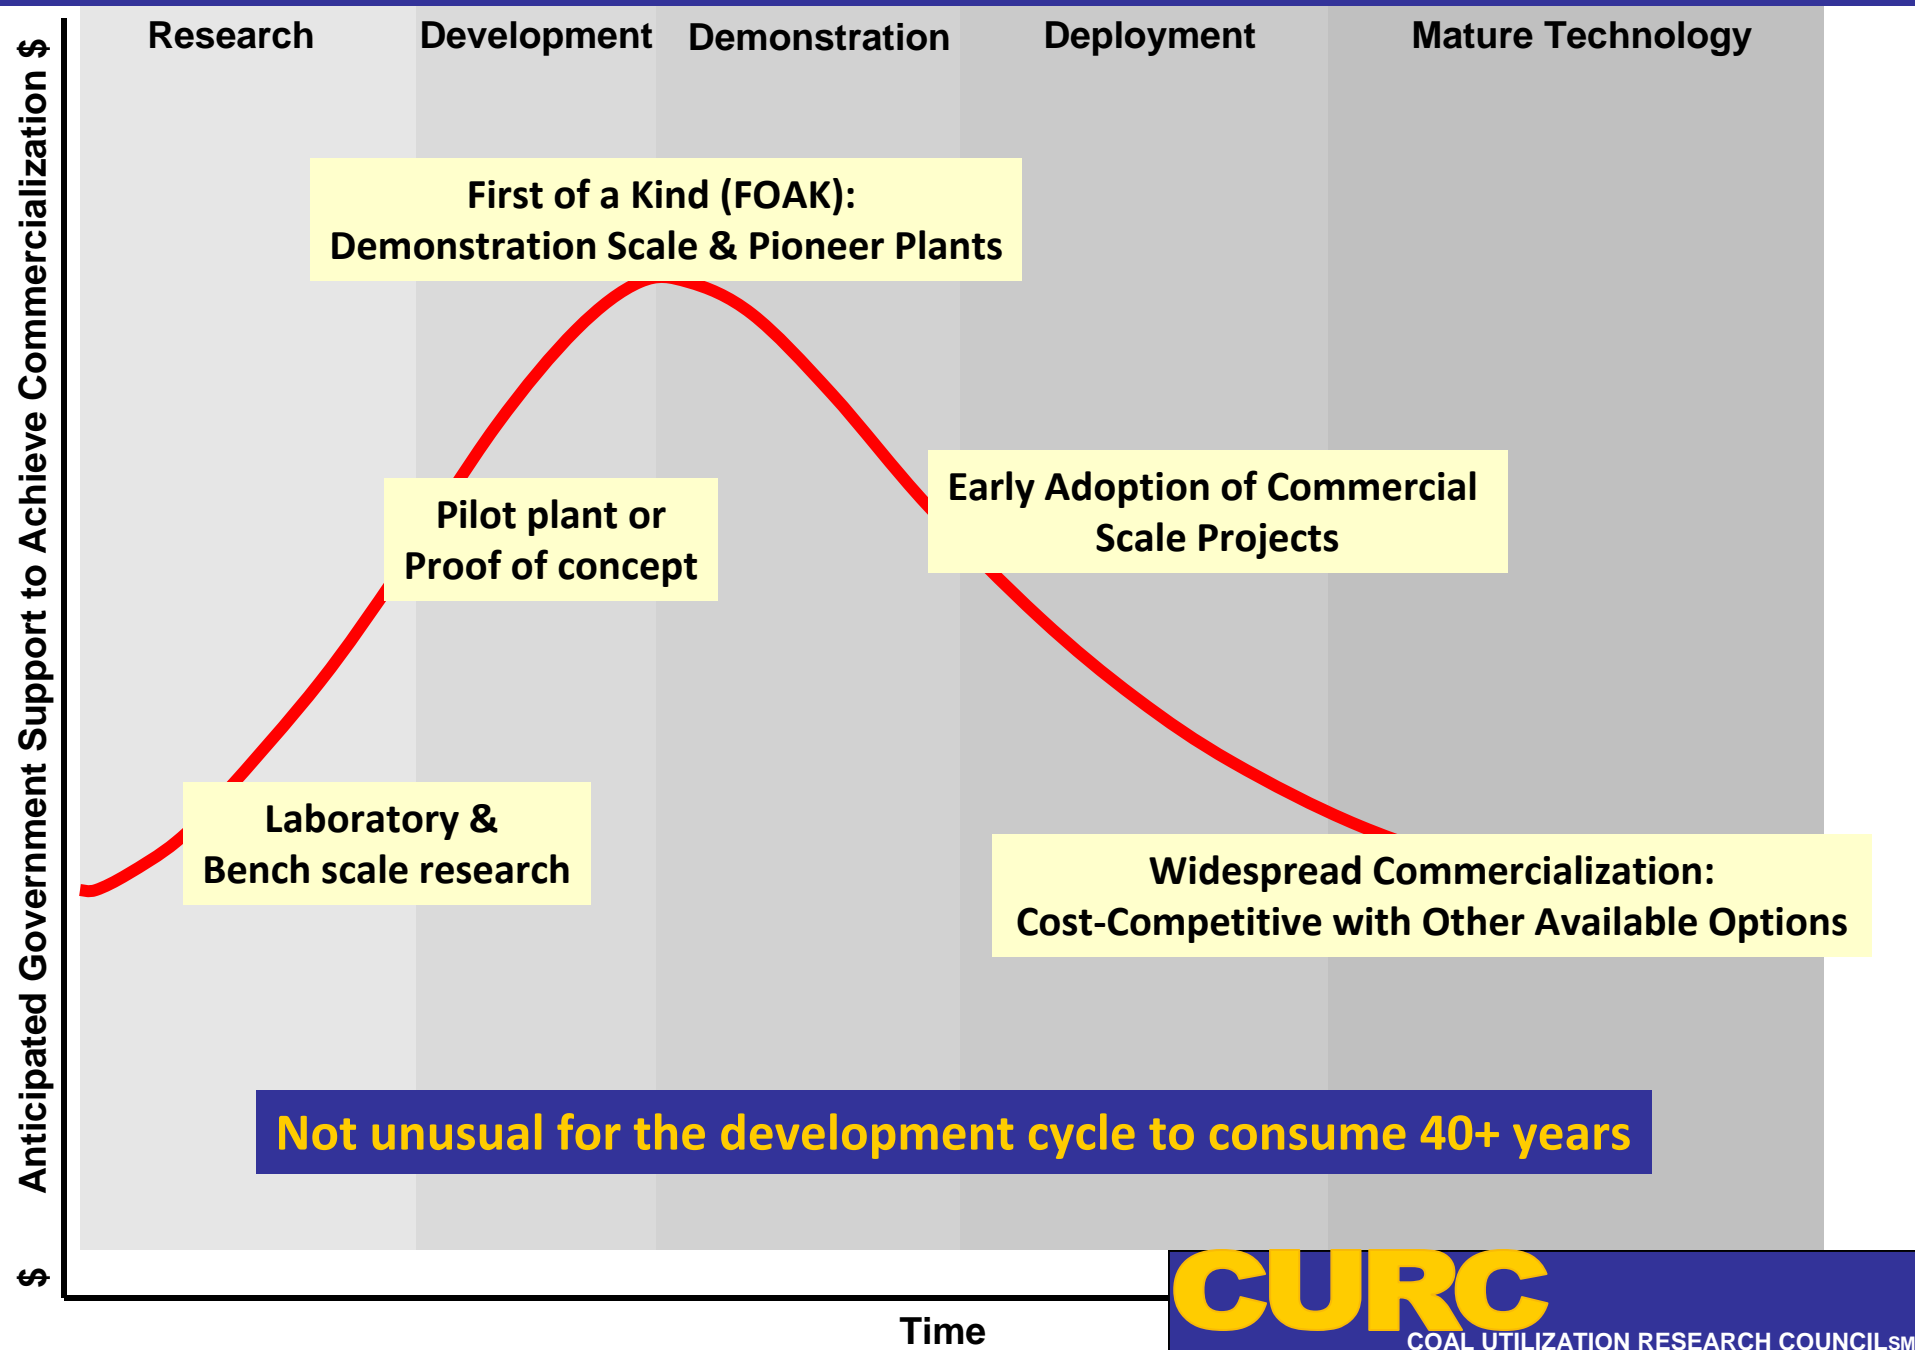 Research
Development
Demonstration
Deployment
Mature Technology
$ Anticipated Government Support to Achieve Commercialization $
First of a Kind (FOAK):
Demonstration Scale & Pioneer Plants
Pilot plant or
Proof of concept
Early Adoption of Commercial
Scale Projects
Laboratory &
Bench scale research
Widespread Commercialization:
Cost-Competitive with Other Available Options
Not unusual for the development cycle to consume 40+ years
Time
CURC
COAL UTILIZATION RESEARCH COUNCIL SM